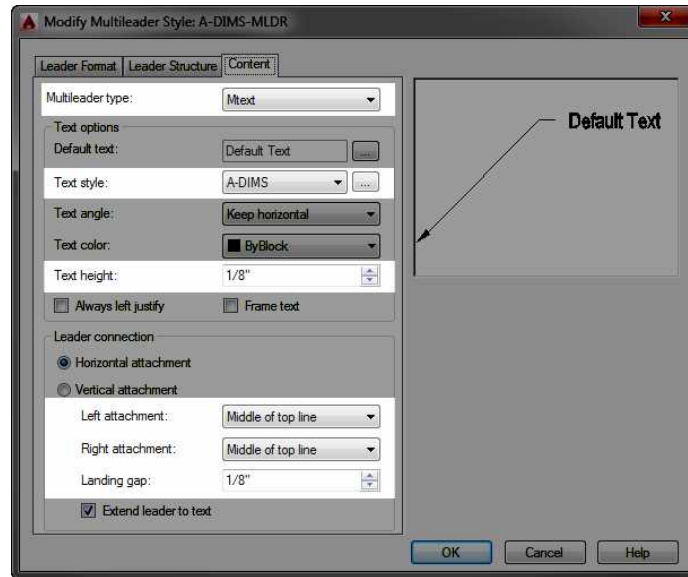 Modify Multileader Style: A-DIMS-MLDR
Leader Format Leader Structure Content
Multileader type: Mtext
Text options
Default text: Default Text ...
Text style: A-DIMS ...
Text angle: Keep horizontal
Text color: ByBlock
Text height: 1/8"
Always left justify Frame text
Leader connection
Horizontal attachment
Vertical attachment
Left attachment: Middle of top line
Right attachment: Middle of top line
Landing gap: 1/8"
Extend leader to text
Default Text
OK Cancel Help